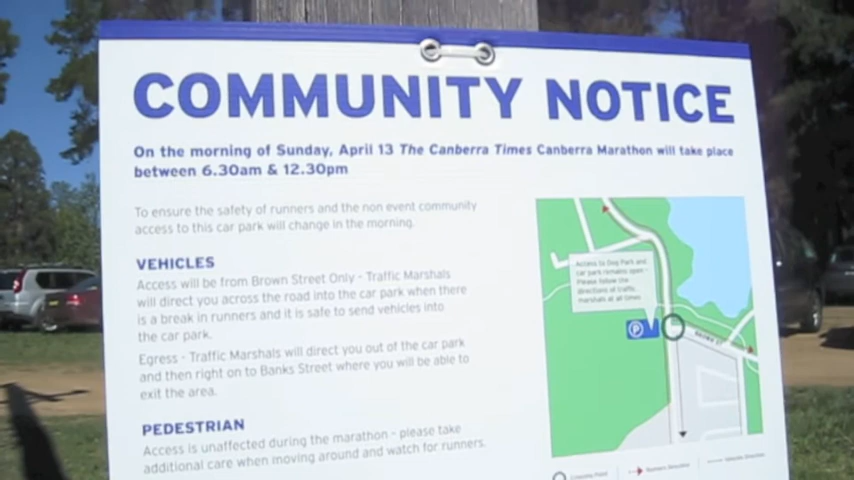 COMMUNITY NOTICE
On the morning of Sunday, April 13 The Canberra Times Canberra Marathon will take place
between 6.30am & 12.30pm
To ensure the safety of runners and the non event community
access to this car park will change in the morning.
VEHICLES
Access will be from Brown Street Only - Traffic Marshals
will direct you across the road into the car park when there
is a break in runners and it is safe to send vehicles into
the car park.
Egress - Traffic Marshals will direct you out of the car park
and then right on to Banks Street where you will be able to
exit the area.
PEDESTRIAN
Access is unaffected during the marathon - please take
additional care when moving around and watch for runners.
Access to Dog Park and
car park remains open -
Please follow the
directions of traffic
marshals at all times
P
BROWN ST
Crossing Point
Runners Direction